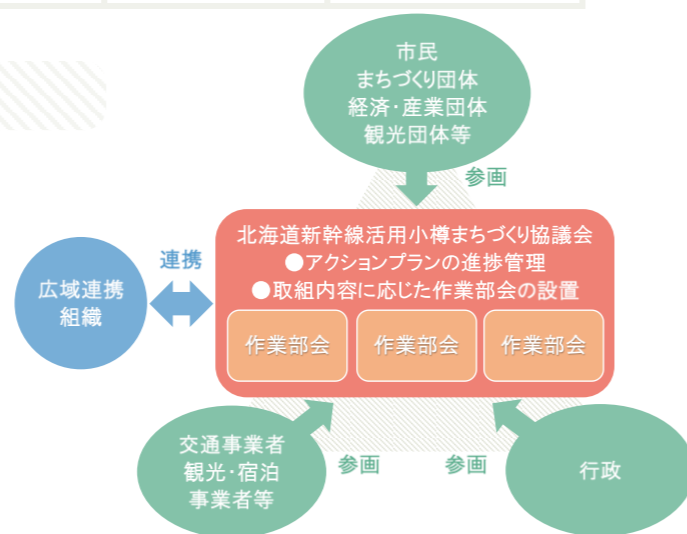 市民
まちづくり団体
経済・産業団体
観光団体等
参画
北海道新幹線活用小樽まちづくり協議会
●アクションプランの進捗管理
●取組内容に応じた作業部会の設置
連携
広域連携
組織
作業部会 作業部会 作業部会
交通事業者
観光・宿泊
事業者等
参画 参画
行政